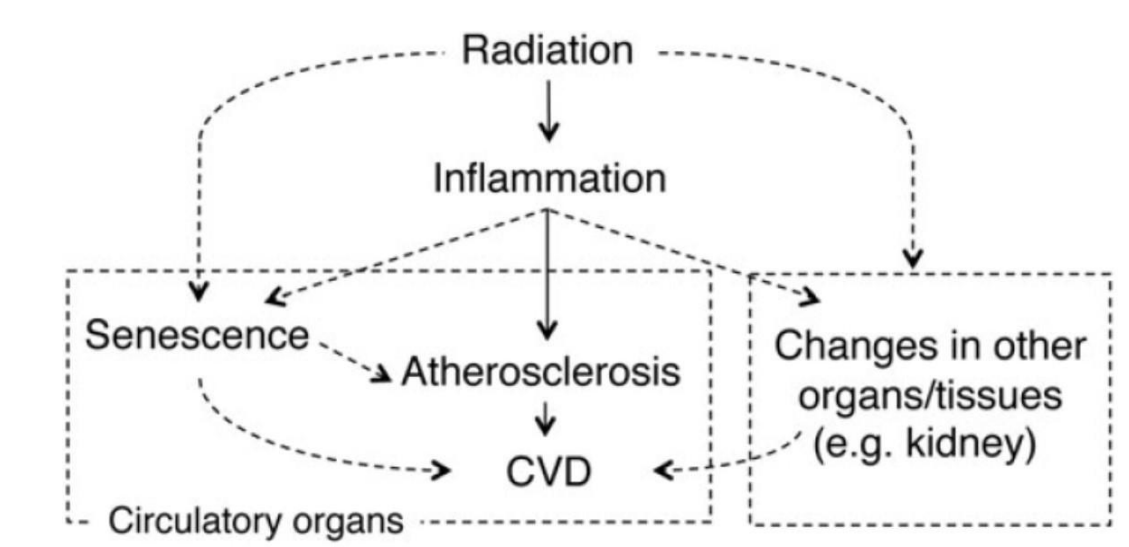 Radiation
Inflammation
Senescence
Atherosclerosis
CVD
Circulatory organs
Changes in other
organs/tissues
(e.g. kidney)